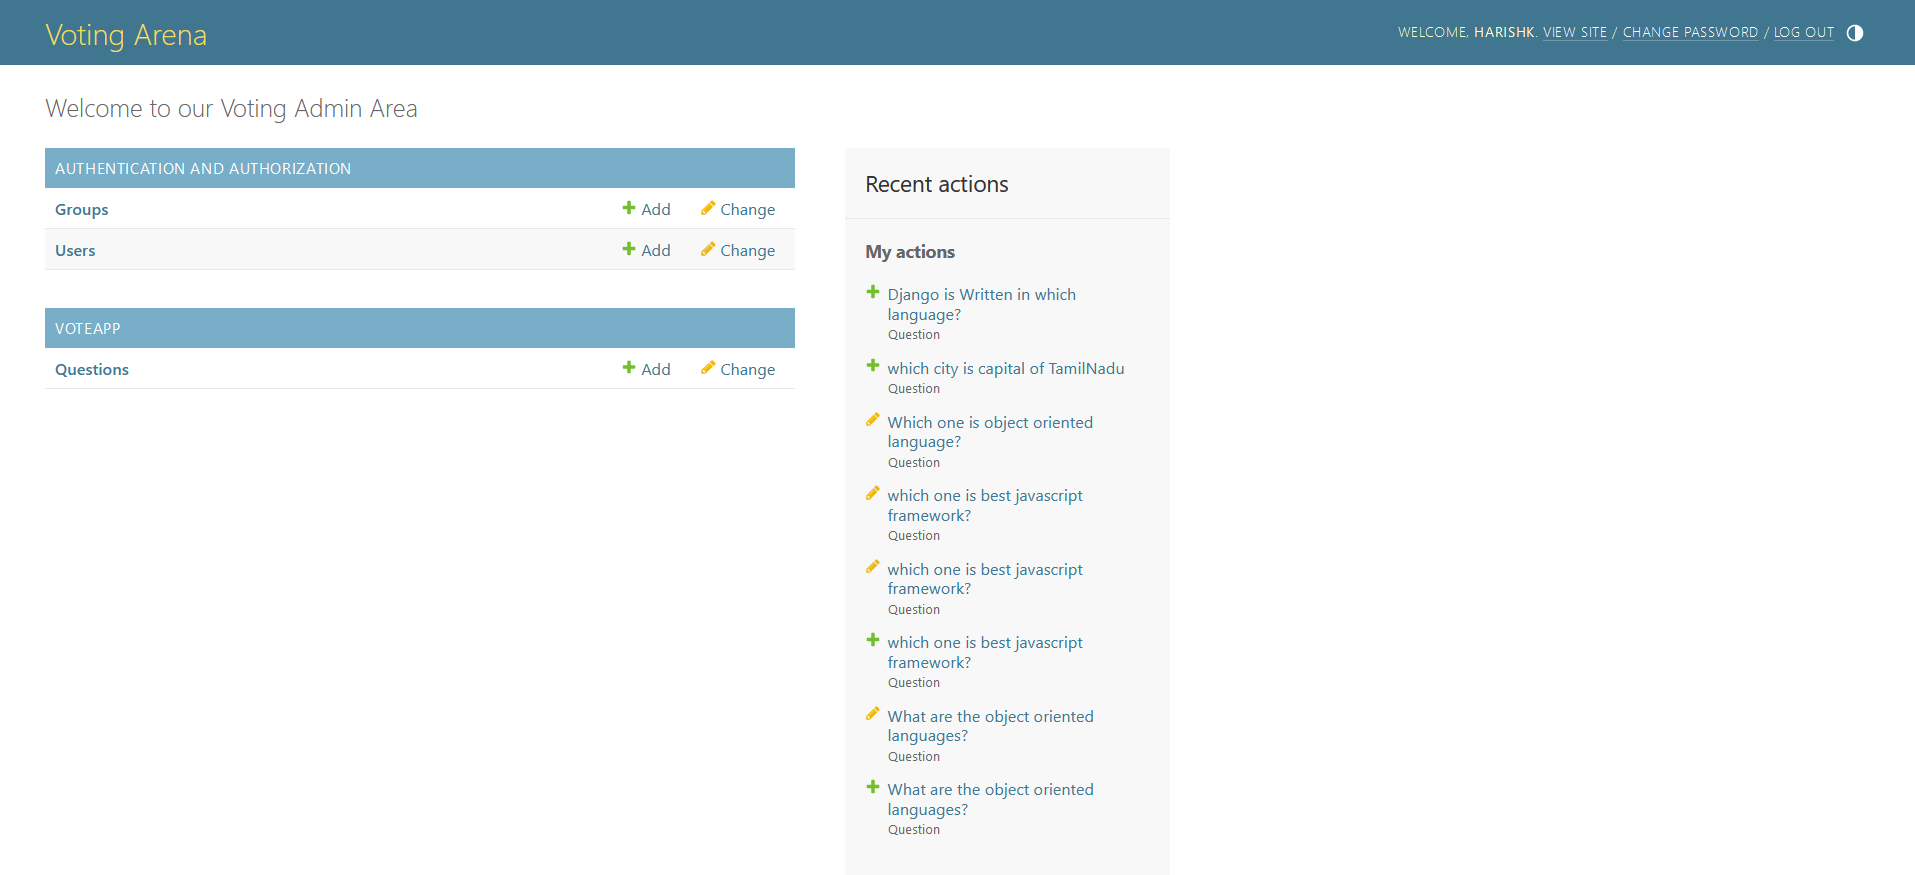 Voting Arena
WELCOME, HARISHK. VIEW SITE / CHANGE PASSWORD / LOG OUT
Welcome to our Voting Admin Area
AUTHENTICATION AND AUTHORIZATION
Groups Add Change
Users Add Change
VOTEAPP
Questions Add Change
Recent actions
My actions
Django is Written in which
language?
Question
which city is capital of TamilNadu
Question
Which one is object oriented
language?
Question
which one is best javascript
framework?
Question
which one is best javascript
framework?
Question
which one is best javascript
framework?
Question
What are the object oriented
languages?
Question
What are the object oriented
languages?
Question